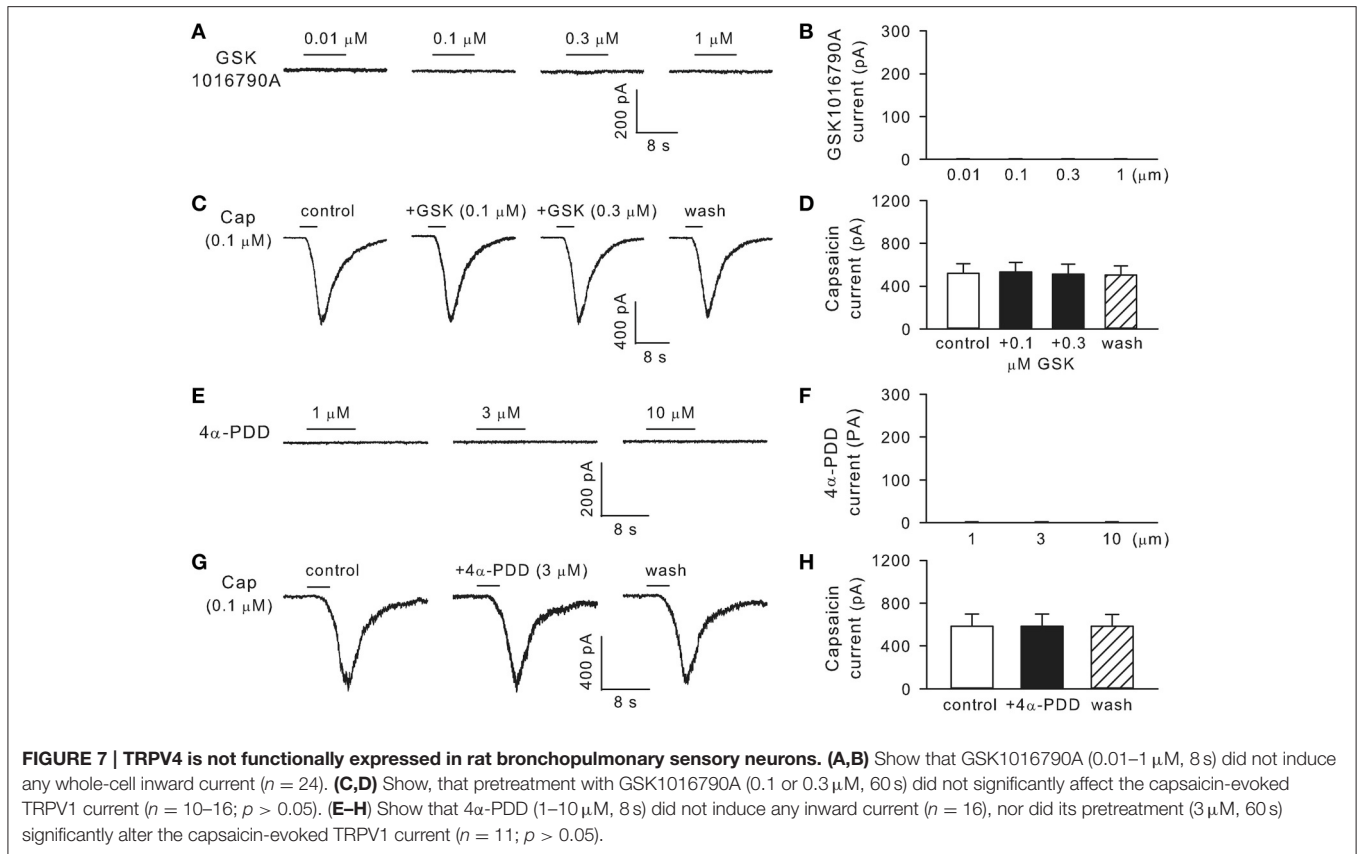 A
GSK
1016790A
0.01 μM
0.1 μM
0.3 μM
1 μM
200 pA
8 s
B
GSK1016790A
current (pA)
300
200
100
0
0.01
0.1
0.3
1 (μm)
C
Cap
(0.1 μM)
control
+GSK (0.1 μM)
+GSK (0.3 μM)
wash
400 pA
8 s
D
Capsaicin
current (pA)
1200
800
400
0
control
+0.1
+0.3
wash
μM GSK
E
4α-PDD
1 μM
3 μM
10 μM
200 pA
8 s
F
4α-PDD
current (PA)
300
200
100
0
1
3
10
(μm)
G
Cap
(0.1 μM)
control
+4α-PDD (3 μM)
wash
400 pA
8 s
H
Capsaicin
current (pA)
1200
800
400
0
control
+4α-PDD
wash
FIGURE 7 | TRPV4 is not functionally expressed in rat bronchopulmonary sensory neurons. (A,B) Show that GSK1016790A (0.01–1 μM, 8 s) did not induce
any whole-cell inward current (n = 24). (C,D) Show, that pretreatment with GSK1016790A (0.1 or 0.3 μM, 60 s) did not significantly affect the capsaicin-evoked
TRPV1 current (n = 10–16; p > 0.05). (E–H) Show that 4α-PDD (1–10 μM, 8 s) did not induce any inward current (n = 16), nor did its pretreatment (3 μM, 60 s)
significantly alter the capsaicin-evoked TRPV1 current (n = 11; p > 0.05).